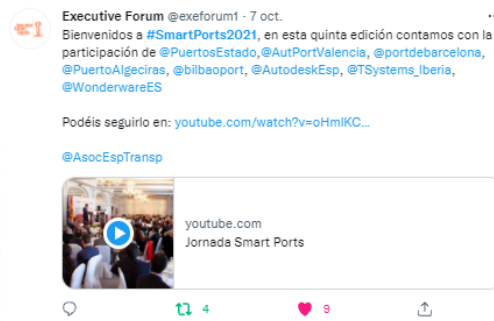 Executive Forum @exeforum1 · 7 oct.
Bienvenidos a #SmartPorts2021, en esta quinta edición contamos con la
participación de @PuertosEstado,@AutPortValencia, @portdebarcelona,
@PuertoAlgeciras, @bilbaoport, @AutodeskEsp, @TSystems_Iberia,
@WonderwareES
Podéis seguirlo en: youtube.com/watch?v=oHmIKC...
@AsocEspTransp
youtube.com
Jornada Smart Ports
4
9